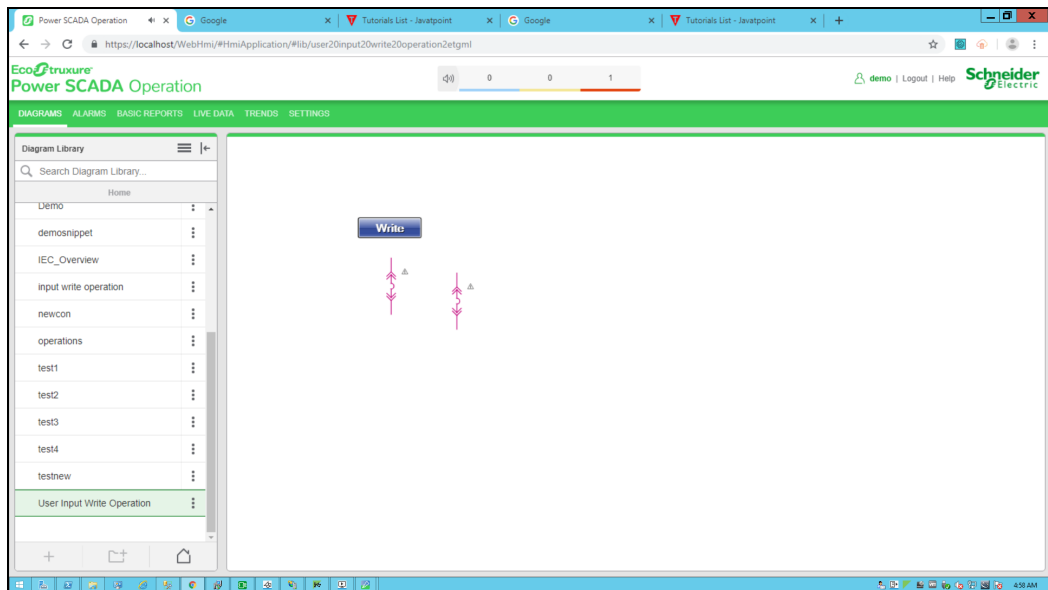 Power SCADA Operation
Google
Tutorials List - Javatpoint
Google
Tutorials List - Javatpoint
https://localhost/WebHmi/#HmiApplication/#lib/user20input20write20operation2etgml
EcoStruxure
Power SCADA Operation
0 0 1
demo | Logout | Help
Schneider
Electric
DIAGRAMS ALARMS BASIC REPORTS LIVE DATA TRENDS SETTINGS
Diagram Library
Search Diagram Library...
Home
Demo
demosnippet
IEC_Overview
input write operation
newcon
operations
test1
test2
test3
test4
testnew
User Input Write Operation
Write
4:58 AM